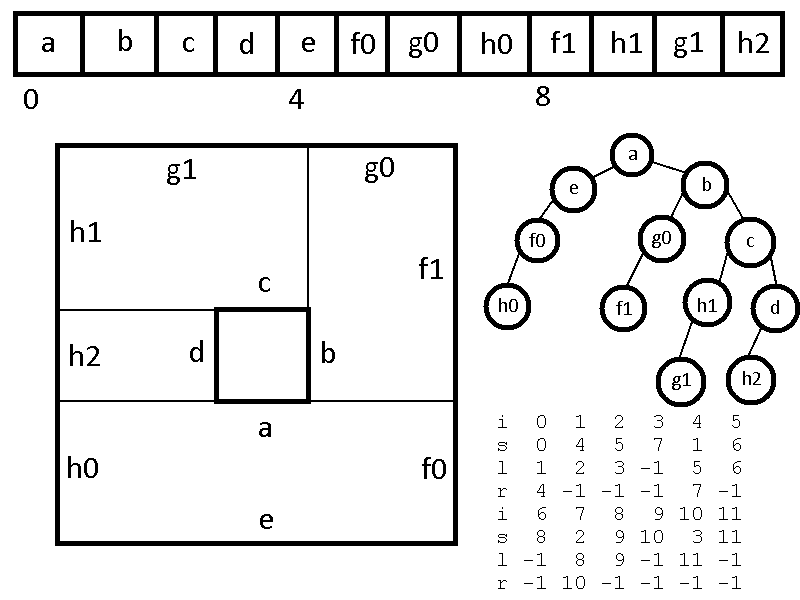 a b c d e f0 g0 h0 f1 h1 g1 h2
0 4 8
g1 g0
h1
f1
c
h2 d b
a
h0 f0
e
a
e b
f0 g0 c
h0 f1 h1 d
g1 h2
i 0 1 2 3 4 5
s 0 4 5 7 1 6
l 1 2 3 -1 5 6
r 4 -1 -1 -1 7 -1
i 6 7 8 9 10 11
s 8 2 9 10 3 11
l -1 8 9 -1 11 -1
r -1 10 -1 -1 -1 -1